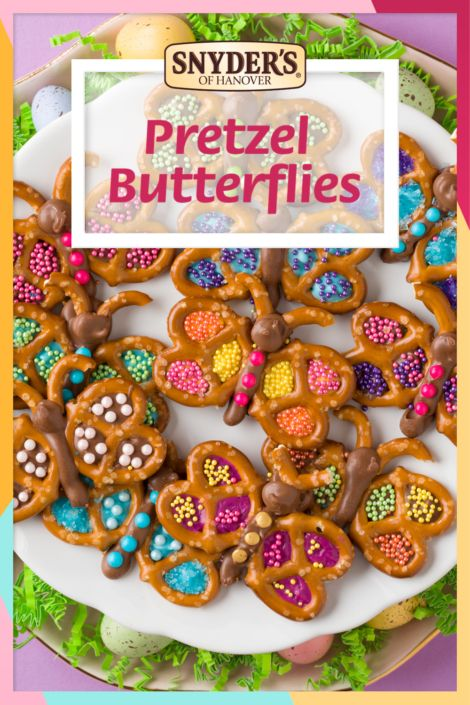 SNYDER'S
OF HANOVER®
Pretzel
Butterflies